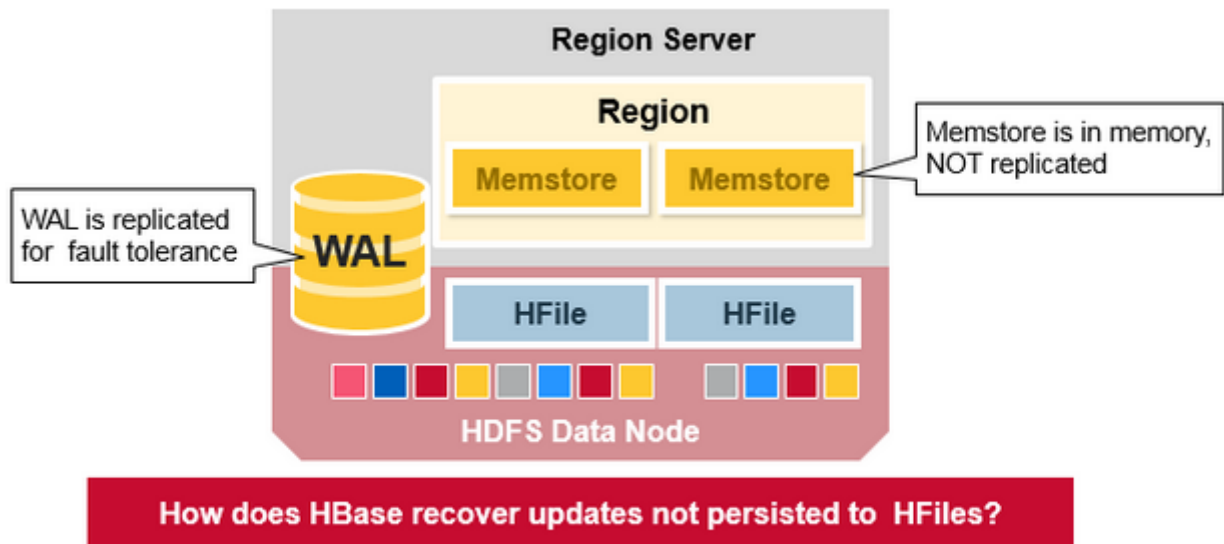 Region Server
Region
Memstore is in memory,
NOT replicated
Memstore
Memstore
WAL is replicated
for fault tolerance
WAL
HFile
HFile
HDFS Data Node
How does HBase recover updates not persisted to HFiles?